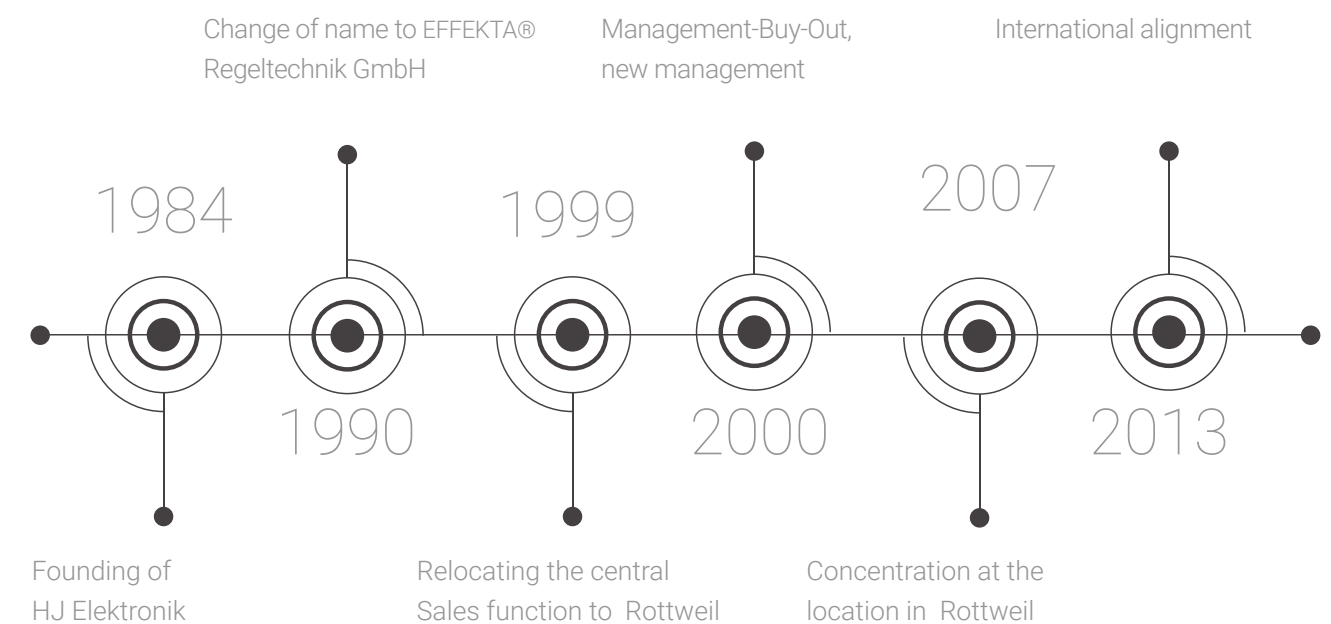 Change of name to EFFEKTA®
Regeltechnik GmbH
Management-Buy-Out,
new management
International alignment
1984
1999
2007
1990
2000
2013
Founding of
HJ Elektronik
Relocating the central
Sales function to Rottweil
Concentration at the
location in Rottweil